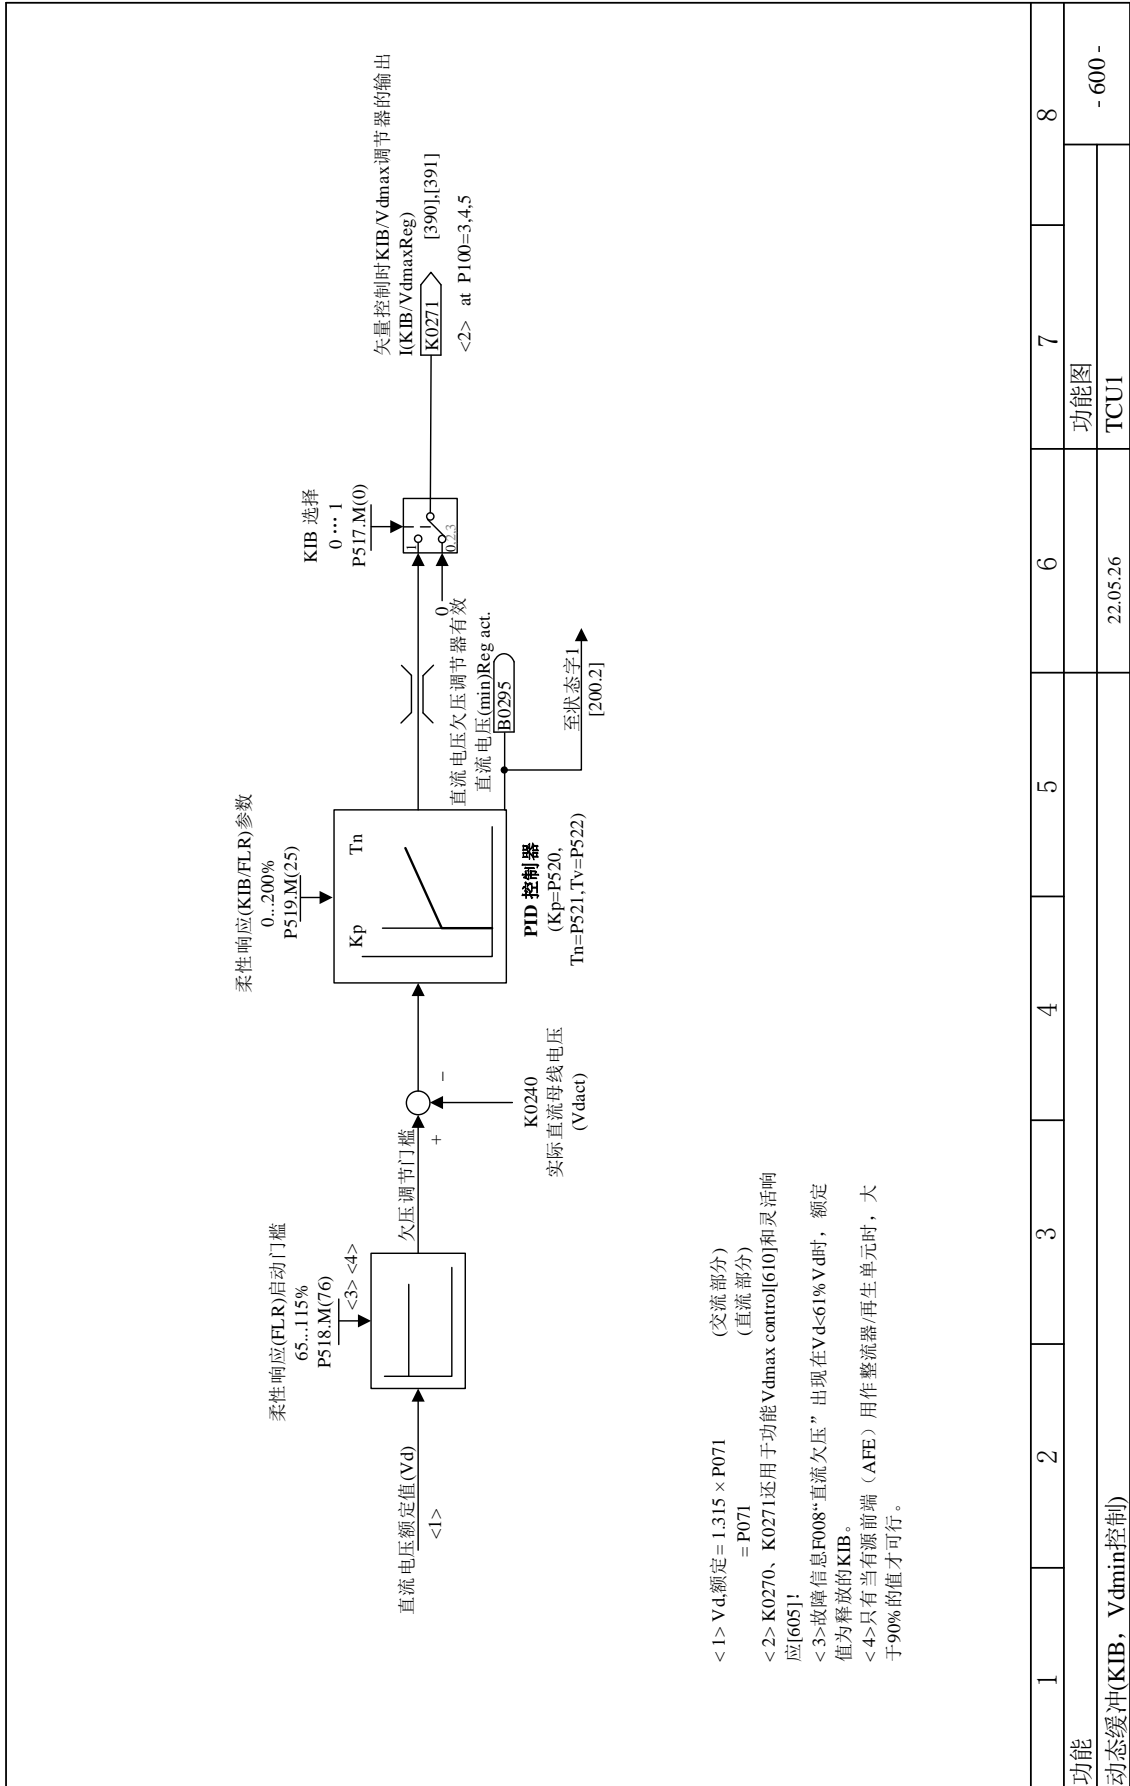 柔性响应(FLR)启动门槛
65...115%
P518.M(76)
<3> <4>
直流电压额定值(Vd)
<1>
欠压调节门槛
+
−
K0240
实际直流母线电压
(Vdact)
柔性响应(KIB/FLR)参数
0...200%
P519.M(25)
Kp
Tn
PID 控制器
(Kp=P520,
Tn=P521,Tv=P522)
直流电压欠压调节器有效
直流电压(min)Reg act.
B0295
至状态字1
[200.2]
KIB 选择
0 ··· 1
P517.M(0)
1
0,2,3
0
矢量控制时KIB/Vdmax调节器的输出
I(KIB/VdmaxReg)
K0271
[390],[391]
<2> at P100=3,4,5
<1> Vd,额定 = 1.315 × P071 (交流部分)
= P071 (直流部分)
<2> K0270、K0271还用于功能Vdmax control[610]和灵活响
应[605]！
<3>故障信息F008“直流欠压”出现在Vd<61%Vd时，额定
值为释放的KIB。
<4>只有当有源前端（AFE）用作整流器/再生单元时，大
于90%的值才可行。
1 2 3 4 5 6 7 8
功能
功能图
- 600 -
动态缓冲(KIB，Vdmin控制)
22.05.26
TCU1